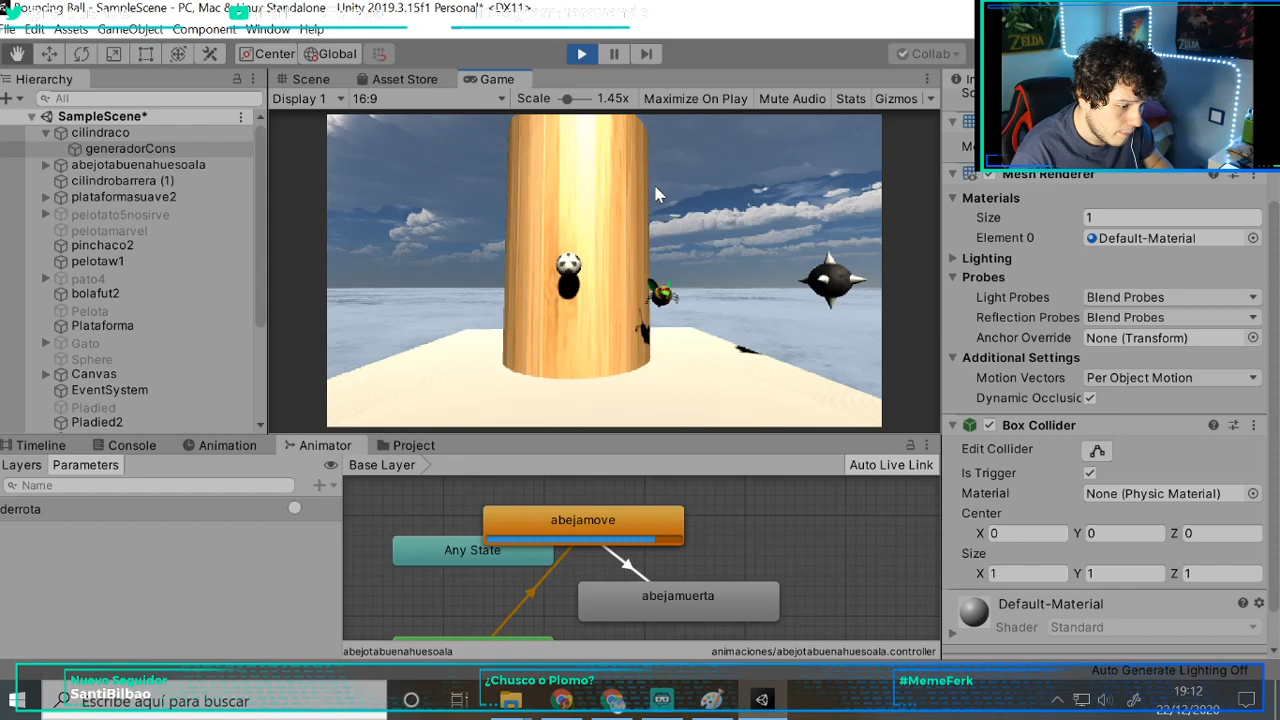 Bouncing Ball - SampleScene - PC, Mac & Linux Standalone - Unity 2019.3.15f1 Personal* <DX11>
File Edit Assets GameObject Component Window Help
Center Global Collab
Hierarchy Scene Asset Store Game
All Display 1 16:9 Scale 1.45x Maximize On Play Mute Audio Stats Gizmos
SampleScene*
cilindraco
generadorCons
abejotabuenahuesoala
cilindrobarrera (1)
plataformasuave2
pelotato5nosirve
pelotamarvel
pinchaco2
pelotaw1
pato4
bolafut2
Pelota
Plataforma
Gato
Sphere
Canvas
EventSystem
Pladied
Pladied2
ZELDA
Mesh Renderer
Materials
Size 1
Element 0 Default-Material
Lighting
Probes
Light Probes Blend Probes
Reflection Probes Blend Probes
Anchor Override None (Transform)
Additional Settings
Motion Vectors Per Object Motion
Dynamic Occlusic
Box Collider
Edit Collider
Is Trigger
Material None (Physic Material)
Center
X 0 Y 0 Z 0
Size
X 1 Y 1 Z 1
Default-Material
Shader Standard
Timeline Console Animation Animator Project
Layers Parameters Base Layer Auto Live Link
Name
derrota
abejamove
Any State
abejamuerta
abejotabuenahuesoala animaciones/abejotabuenahuesoala.controller
Auto Generate Lighting Off
Nuevo Seguidor
SantiBilbao
¿Chusco o Plomo?
#MemeFerk
Escribe aquí para buscar
19:12
22/12/2020